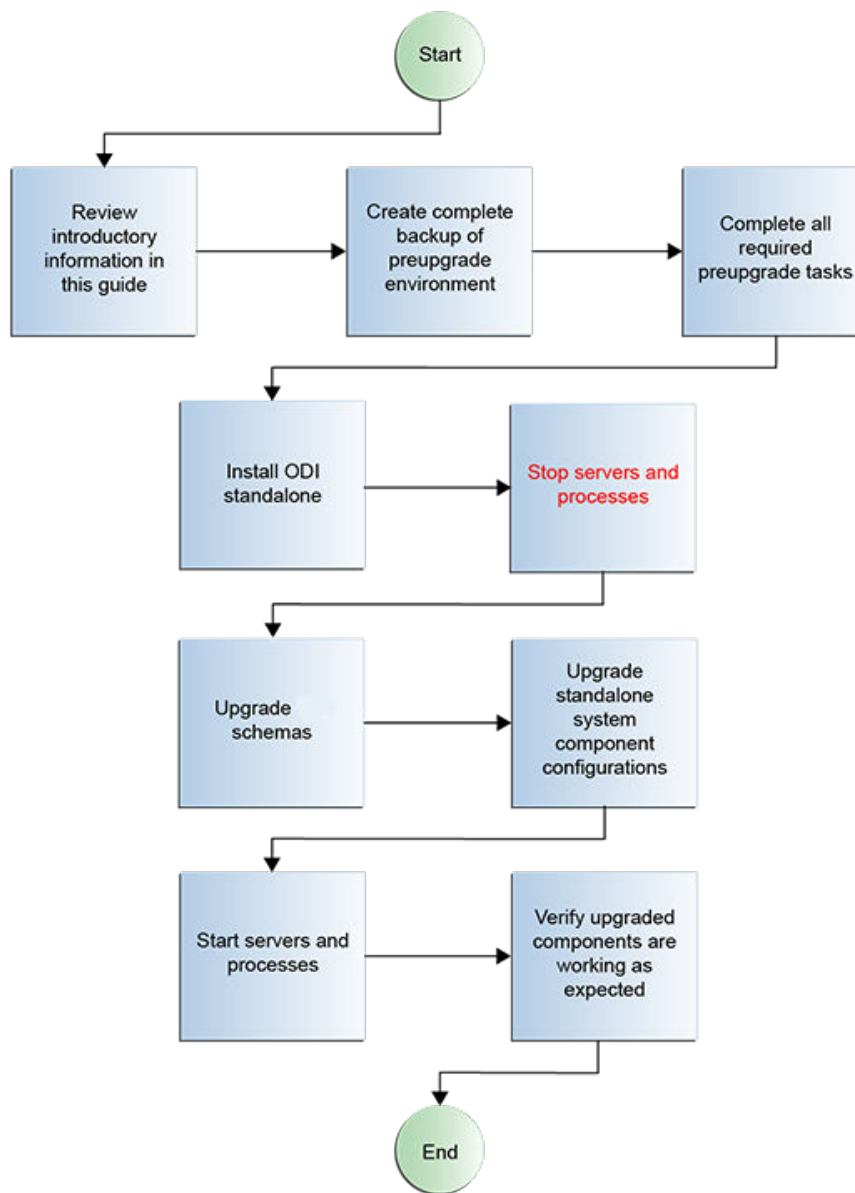 Start
Review
introductory
information in
this guide
Create complete
backup of
preupgrade
environment
Complete all
required
preupgrade tasks
Install ODI
standalone
Stop servers and
processes
Upgrade
schemas
Upgrade
standalone
system
component
configurations
Start servers and
processes
Verify upgraded
components are
working as
expected
End